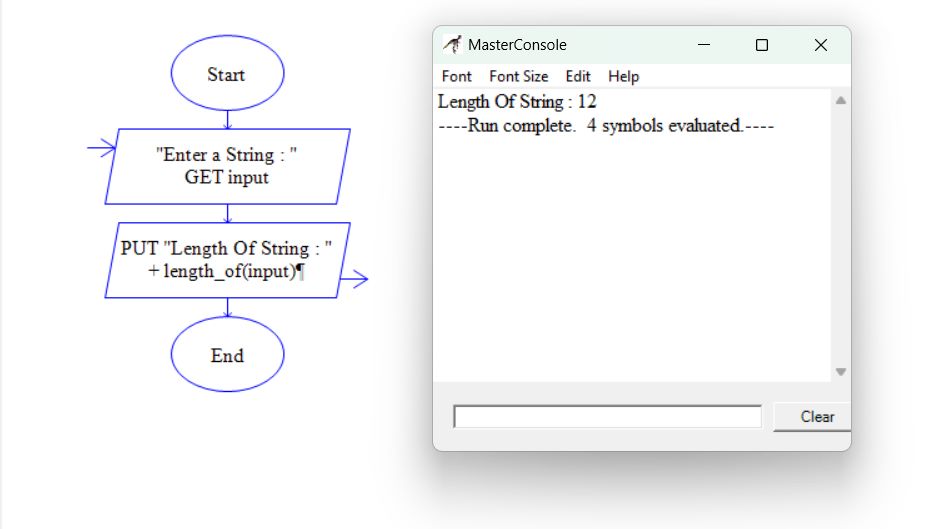 Start
"Enter a String : "
GET input
PUT "Length Of String : "
+ length_of(input)¶
End
MasterConsole
Font Font Size Edit Help
Length Of String : 12
----Run complete.  4 symbols evaluated.----
Clear